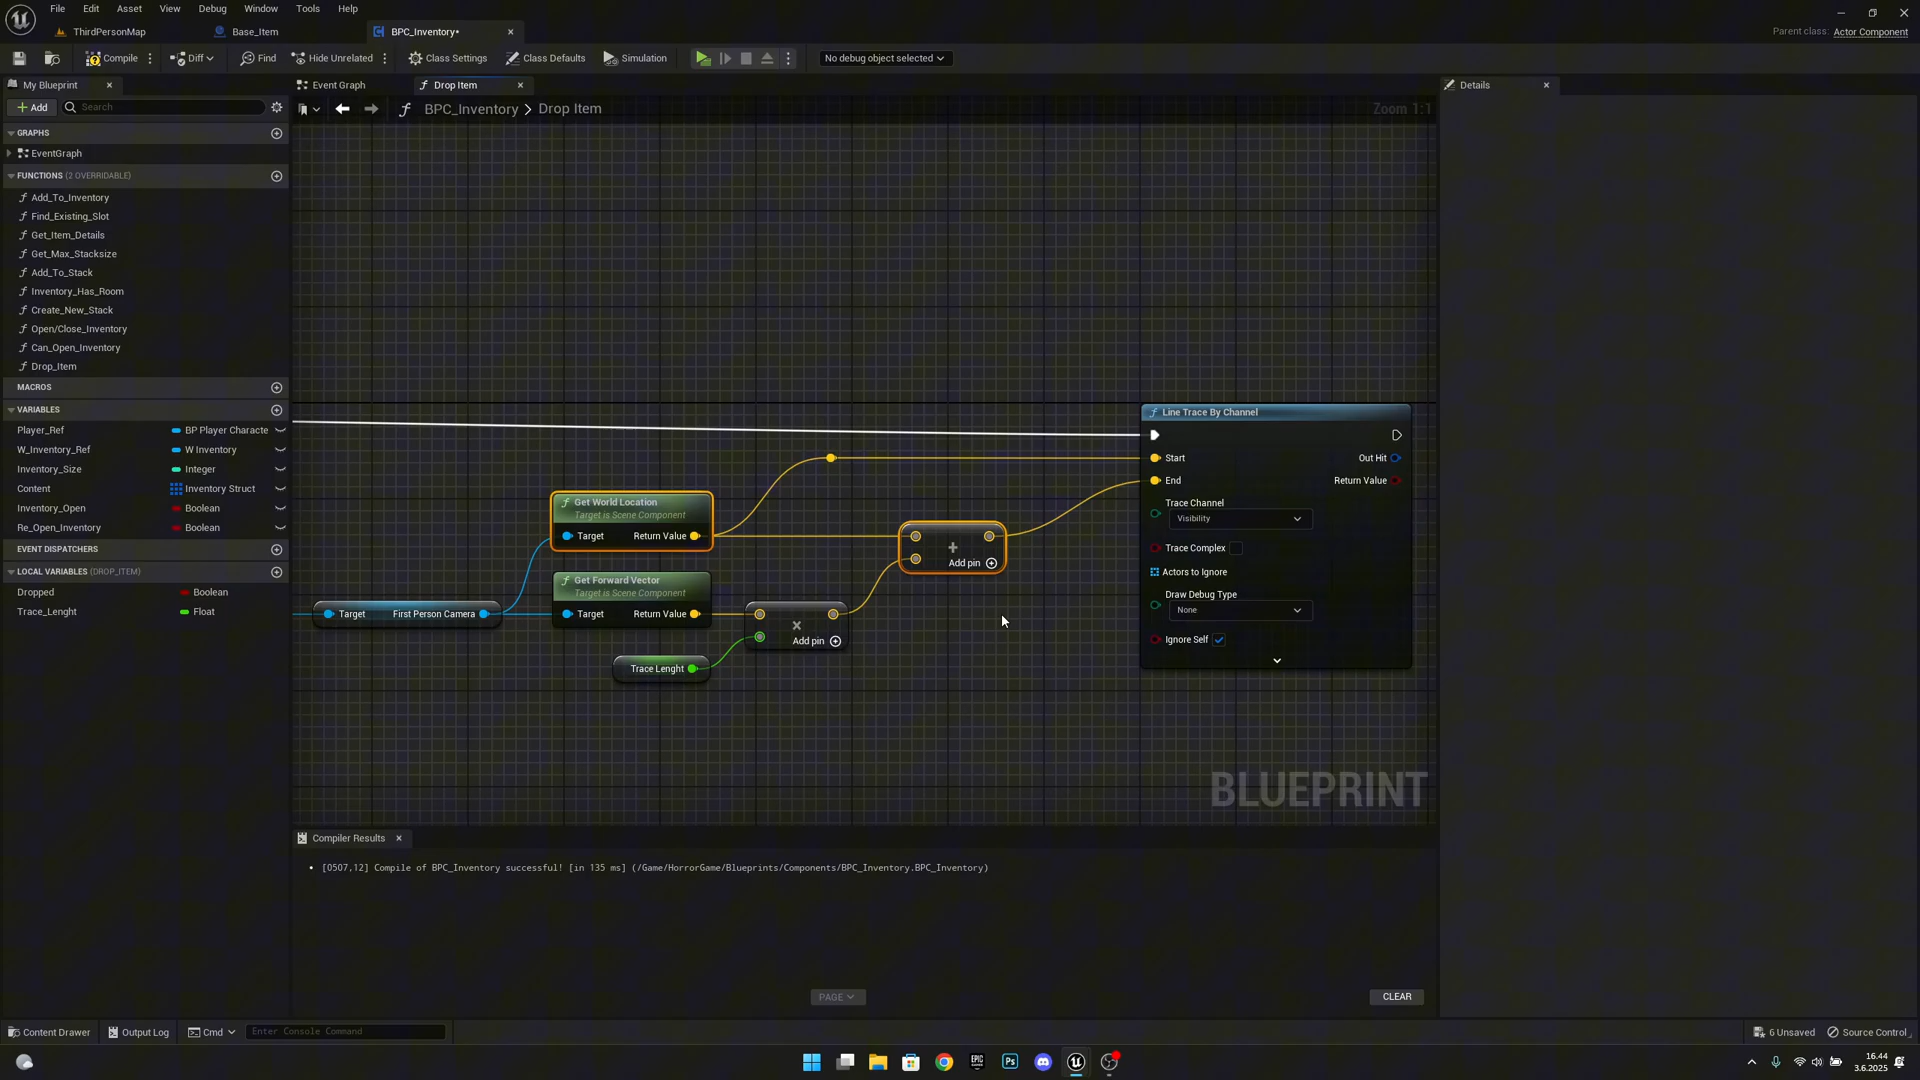 File Edit Asset View Debug Window Tools Help
ThirdPersonMap Base_Item BPC_Inventory•
Parent class: Actor Component
Compile Diff Find Hide Unrelated Class Settings Class Defaults Simulation No debug object selected
My Blueprint
Event Graph Drop Item
Details
Add Search
BPC_Inventory > Drop Item
Zoom 1:1
GRAPHS
EventGraph
FUNCTIONS (2 OVERRIDABLE)
Add_To_Inventory
Find_Existing_Slot
Get_Item_Details
Get_Max_Stacksize
Add_To_Stack
Inventory_Has_Room
Create_New_Stack
Open/Close_Inventory
Can_Open_Inventory
Drop_Item
MACROS
VARIABLES
Player_Ref BP Player Characte
W_Inventory_Ref W Inventory
Inventory_Size Integer
Content Inventory Struct
Inventory_Open Boolean
Re_Open_Inventory Boolean
EVENT DISPATCHERS
LOCAL VARIABLES (DROP_ITEM)
Dropped Boolean
Trace_Lenght Float
Target First Person Camera
Get World Location
Target is Scene Component
Target Return Value
Get Forward Vector
Target is Scene Component
Target Return Value
Trace Lenght
×
Add pin
+
Add pin
Line Trace By Channel
Start Out Hit
End Return Value
Trace Channel
Visibility
Trace Complex
Actors to Ignore
Draw Debug Type
None
Ignore Self
BLUEPRINT
Compiler Results
• [0507,12] Compile of BPC_Inventory successful! [in 135 ms] (/Game/HorrorGame/Blueprints/Components/BPC_Inventory.BPC_Inventory)
PAGE
CLEAR
Content Drawer Output Log Cmd Enter Console Command
6 Unsaved Source Control
EPIC
Ps
16.44
3.6.2025